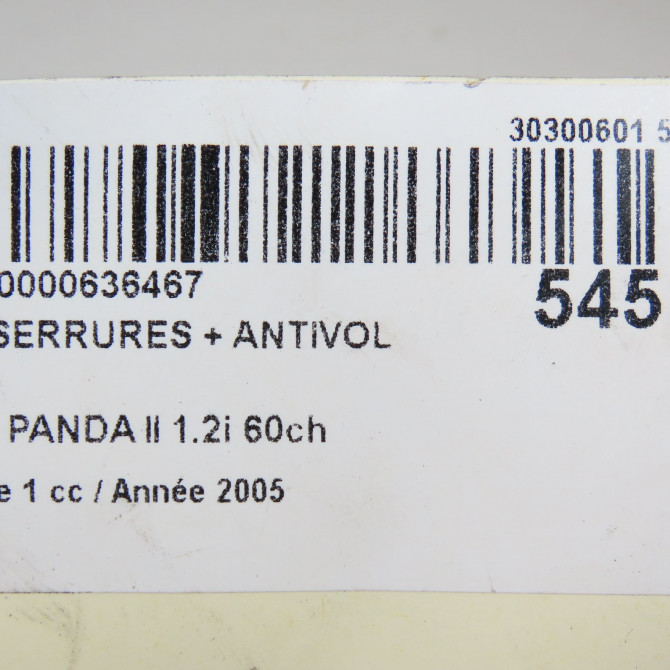 30300601 5
0000636467
545
SERRURES + ANTIVOL
PANDA II 1.2i 60ch
e 1 cc / Année 2005